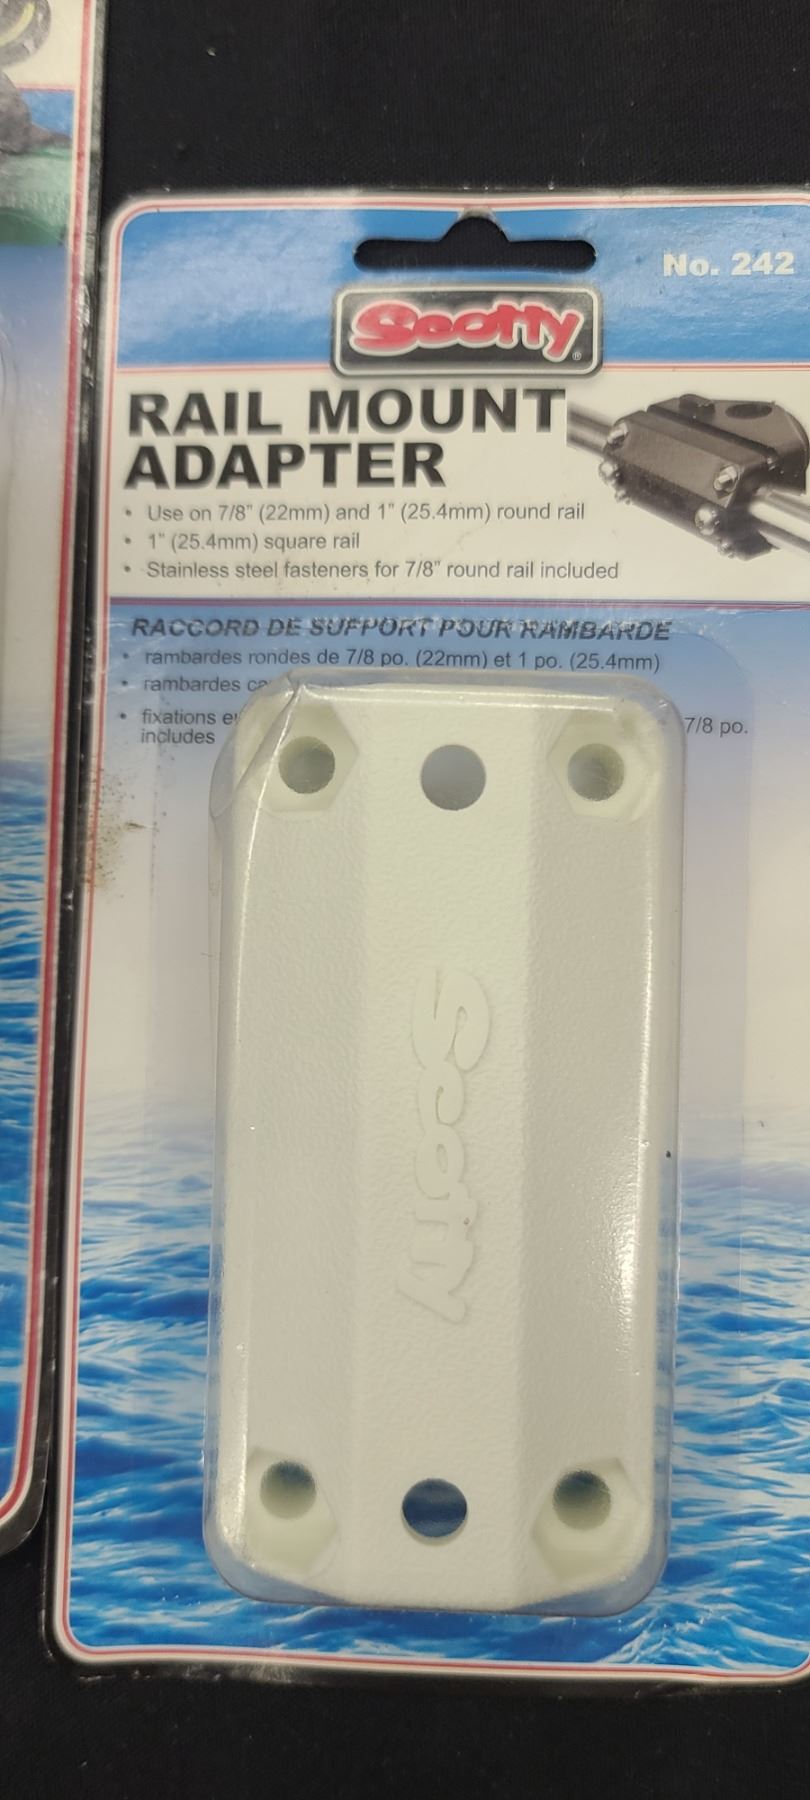 No. 242
Scotty®
RAIL MOUNT
ADAPTER
• Use on 7/8" (22mm) and 1" (25.4mm) round rail
• 1" (25.4mm) square rail
• Stainless steel fasteners for 7/8" round rail included
RACCORD DE SUPPORT POUR RAMBARDE
• rambardes rondes de 7/8 po. (22mm) et 1 po. (25.4mm)
• rambardes
• fixations 7/8 po.
includes
Scotty